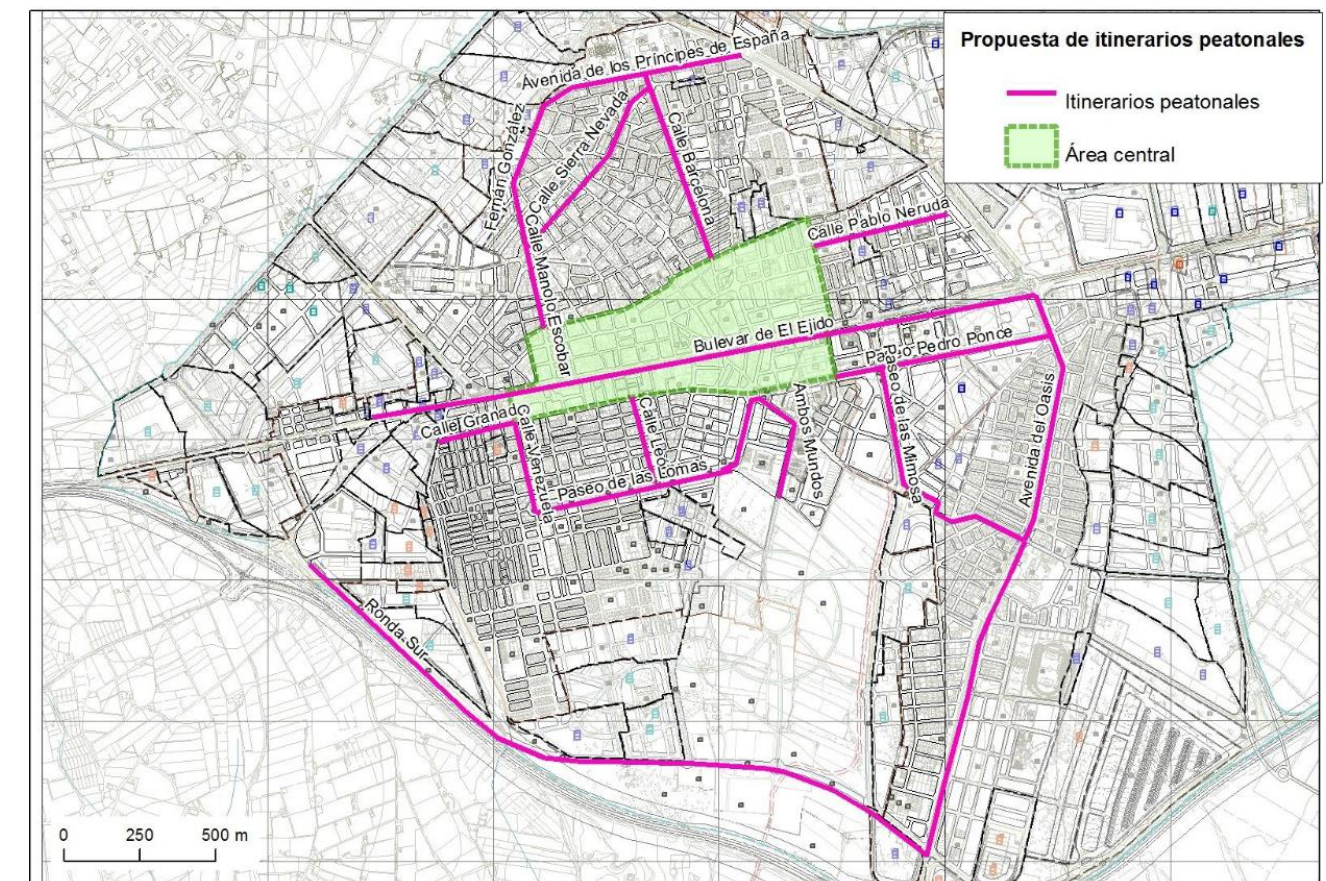 Propuesta de itinerarios peatonales
Itinerarios peatonales
Área central
Avenida de los Príncipes de España
Fernán González
Calle Sierra Nevada
Calle Barcelona
Calle Manolo Escobar
Calle Pablo Neruda
Bulevar de El Ejido
Paseo Pedro Ponce
Paseo de las Mimosa
Avenida del Oasis
Ambos Mundos
Calle Granad
Calle Venezuela
Calle Leó
Paseo de las Lomas
Ronda Sur
0 250 500 m